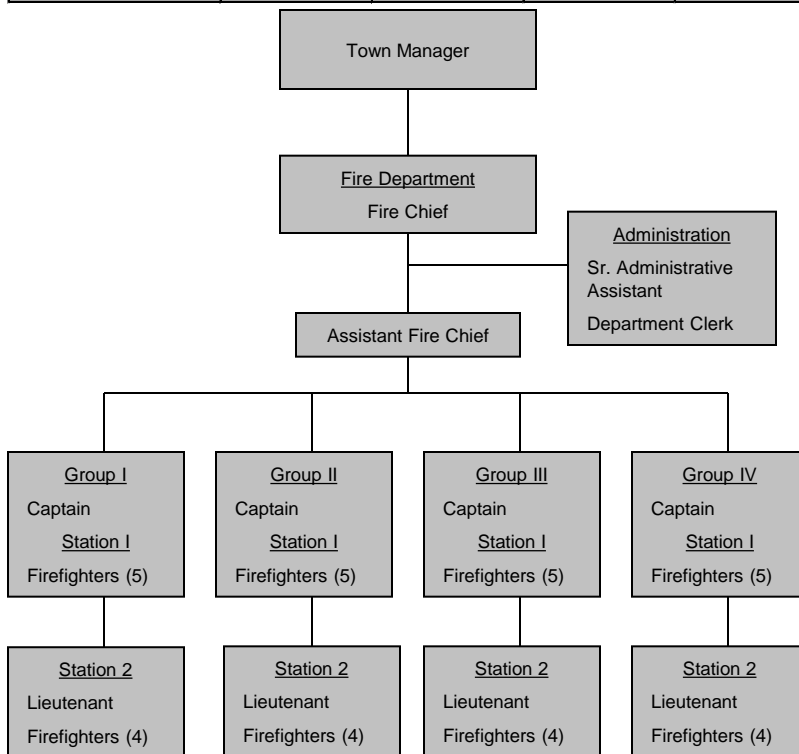 Town Manager
Fire Department
Fire Chief
Administration
Sr. Administrative
Assistant
Department Clerk
Assistant Fire Chief
Group I
Captain
Station I
Firefighters (5)
Group II
Captain
Station I
Firefighters (5)
Group III
Captain
Station I
Firefighters (5)
Group IV
Captain
Station I
Firefighters (5)
Station 2
Lieutenant
Firefighters (4)
Station 2
Lieutenant
Firefighters (4)
Station 2
Lieutenant
Firefighters (4)
Station 2
Lieutenant
Firefighters (4)